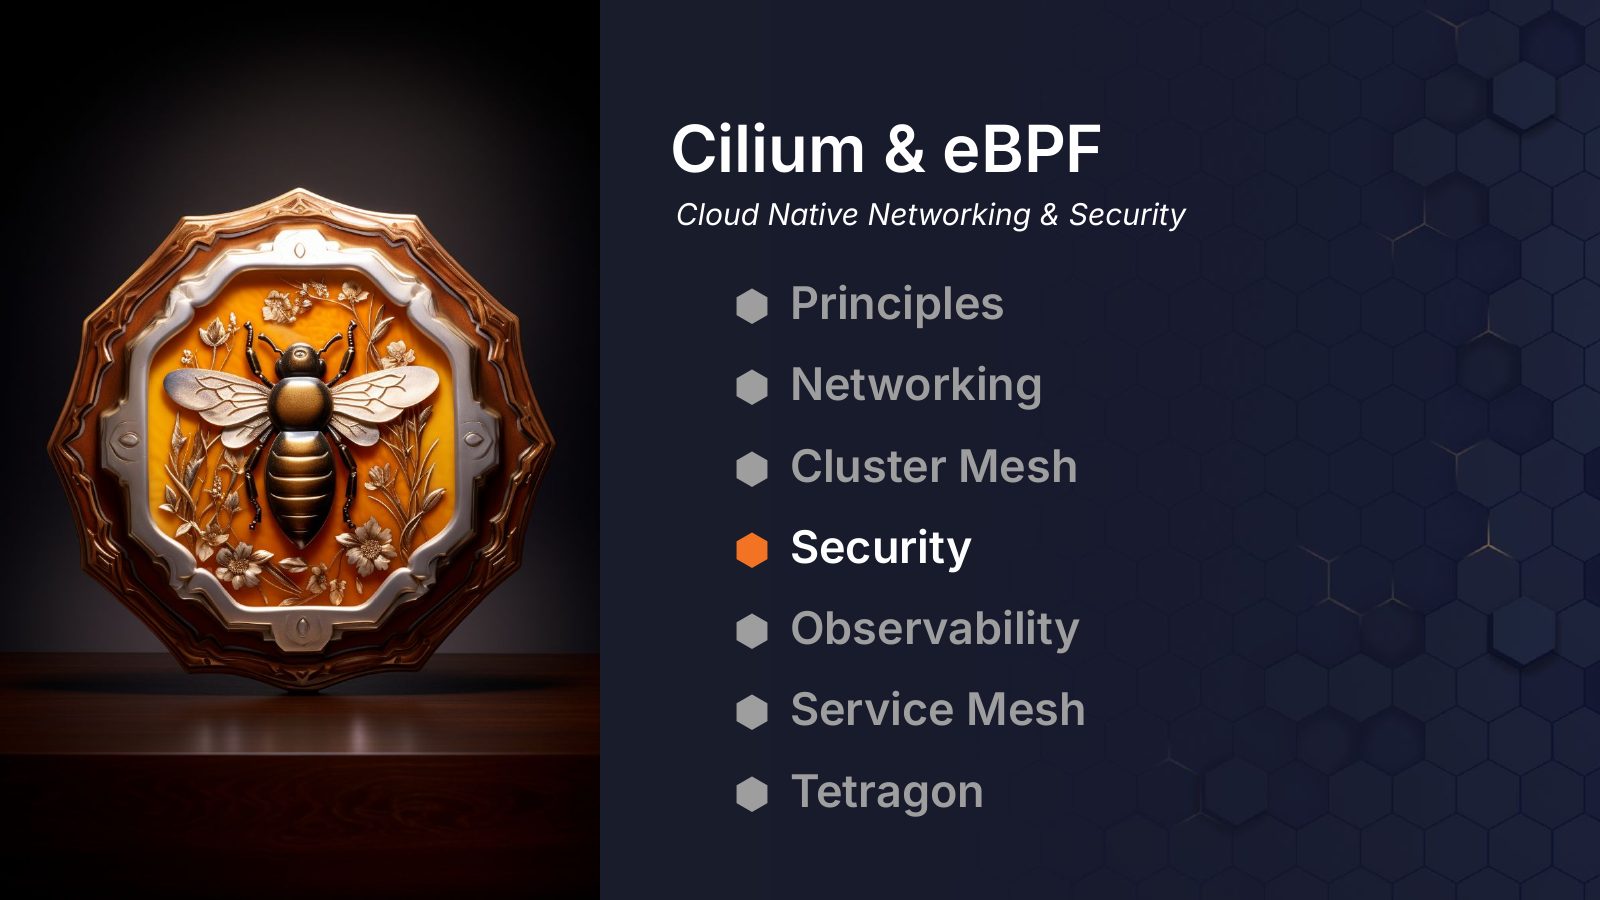 Cilium & eBPF
Cloud Native Networking & Security
Principles
Networking
Cluster Mesh
Security
Observability
Service Mesh
Tetragon